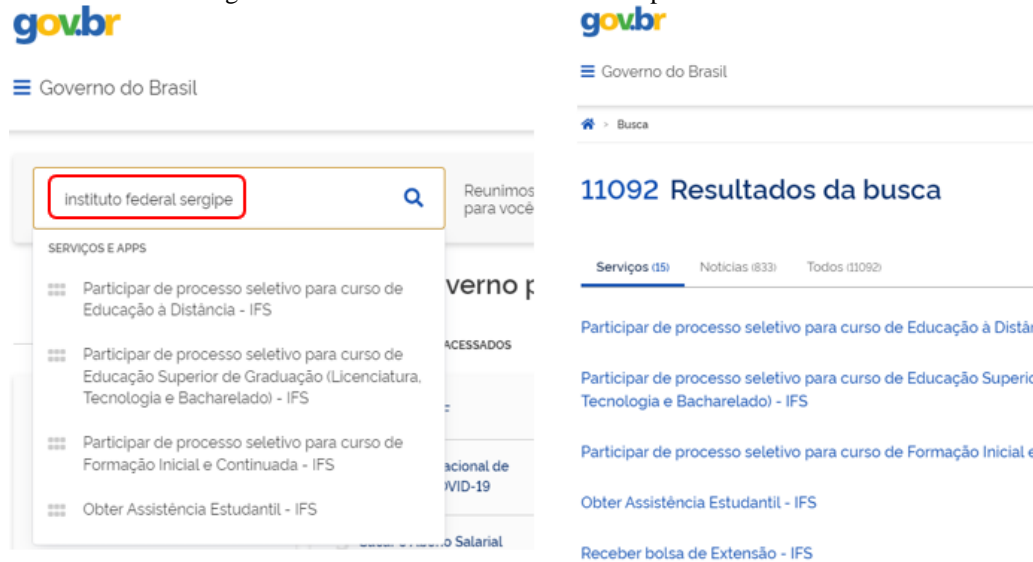 gov.br
Governo do Brasil
instituto federal sergipe
Reunimos
para você
SERVIÇOS E APPS
Participar de processo seletivo para curso de
Educação à Distância - IFS
Participar de processo seletivo para curso de
Educação Superior de Graduação (Licenciatura,
Tecnologia e Bacharelado) - IFS
Participar de processo seletivo para curso de
Formação Inicial e Continuada - IFS
Obter Assistência Estudantil - IFS
verno p
ACESSADOS
acional de
VID-19
o Salarial
gov.br
Governo do Brasil
> Busca
11092 Resultados da busca
Serviços (15) Notícias (833) Todos (11092)
Participar de processo seletivo para curso de Educação à Distân
Participar de processo seletivo para curso de Educação Superio
Tecnologia e Bacharelado) - IFS
Participar de processo seletivo para curso de Formação Inicial e
Obter Assistência Estudantil - IFS
Receber bolsa de Extensão - IFS